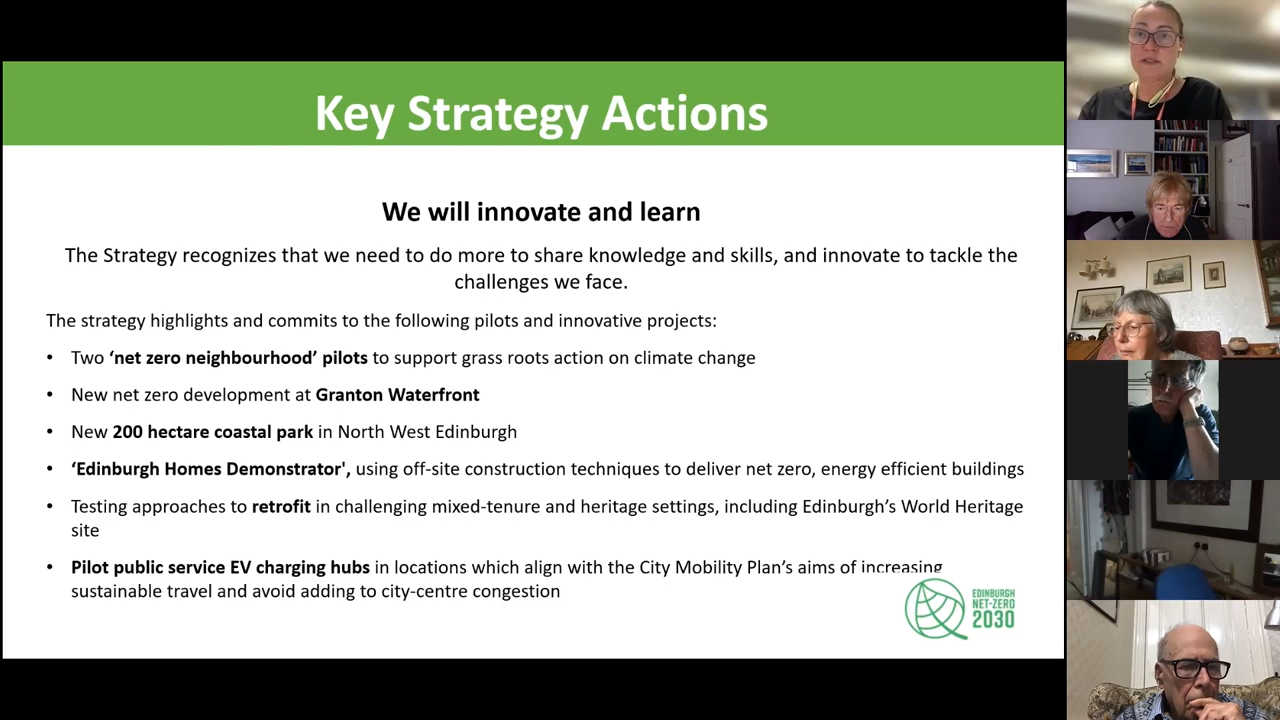 Key Strategy Actions
We will innovate and learn
The Strategy recognizes that we need to do more to share knowledge and skills, and innovate to tackle the
challenges we face.
The strategy highlights and commits to the following pilots and innovative projects:
• Two ‘net zero neighbourhood’ pilots to support grass roots action on climate change
• New net zero development at Granton Waterfront
• New 200 hectare coastal park in North West Edinburgh
• ‘Edinburgh Homes Demonstrator', using off-site construction techniques to deliver net zero, energy efficient buildings
• Testing approaches to retrofit in challenging mixed-tenure and heritage settings, including Edinburgh’s World Heritage
site
• Pilot public service EV charging hubs in locations which align with the City Mobility Plan’s aims of increasing
sustainable travel and avoid adding to city-centre congestion
EDINBURGH
NET-ZERO
2030